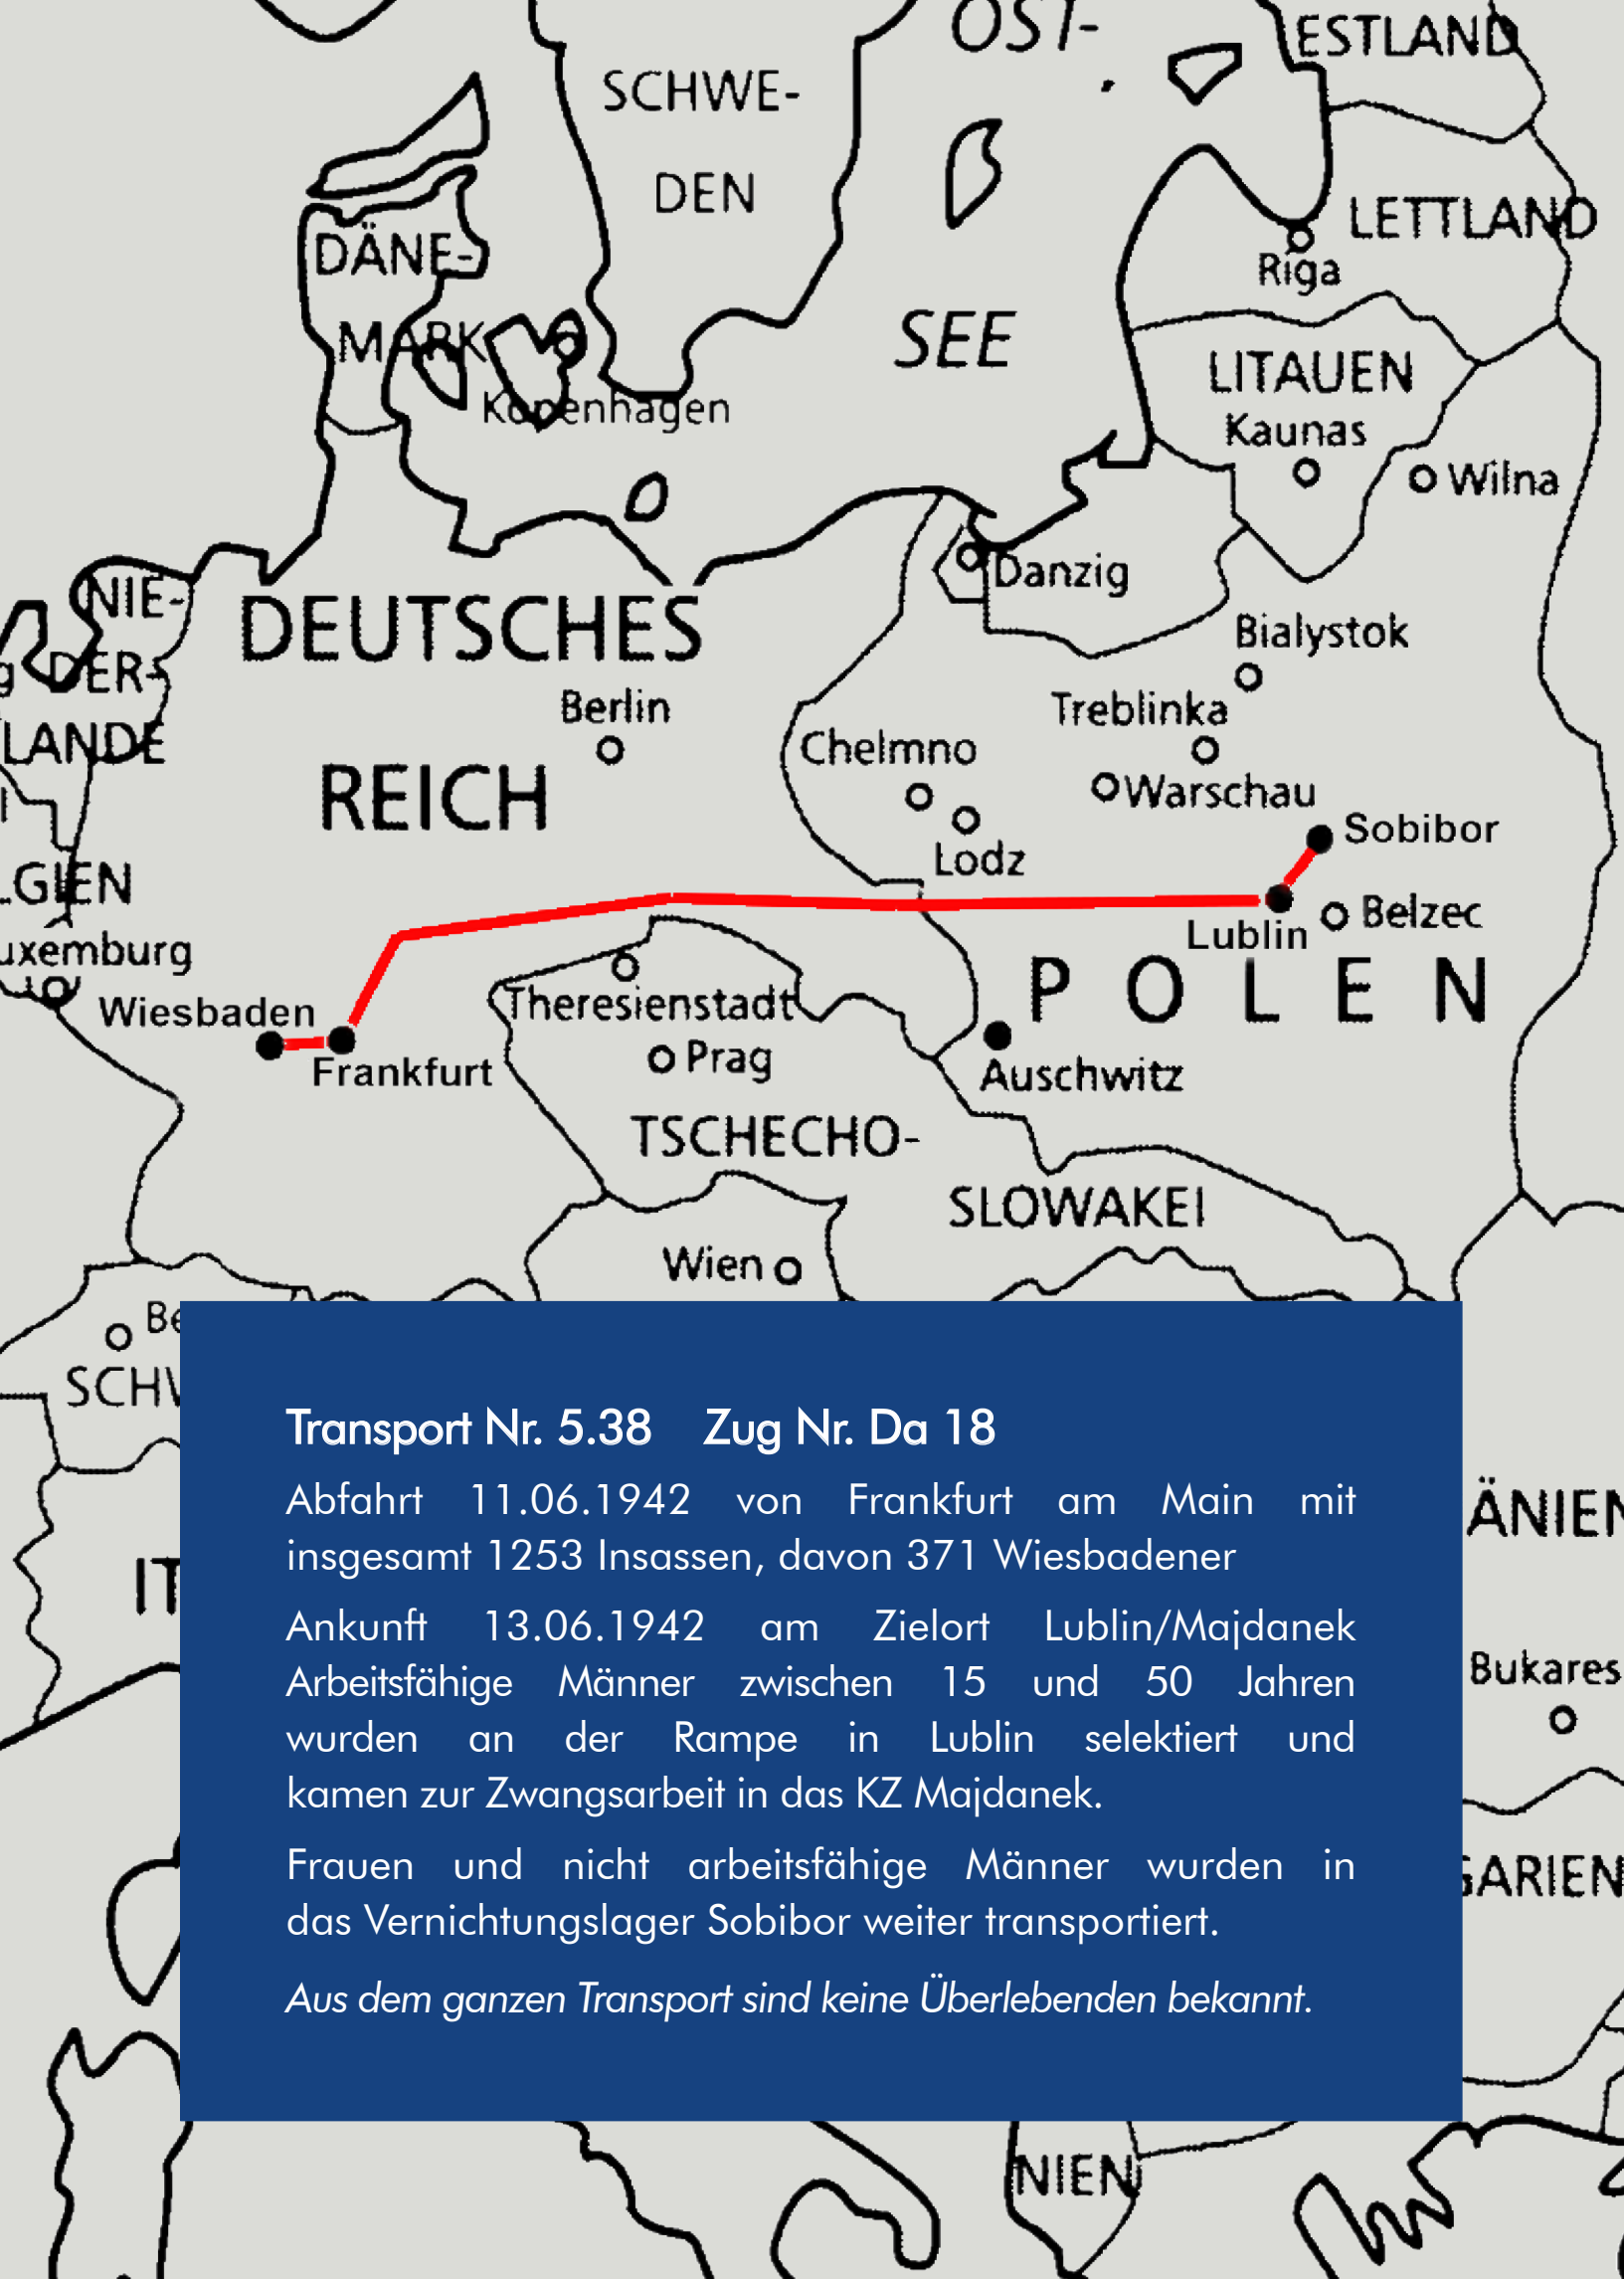 OST-
ESTLAND
SCHWE-
DEN
LETTLAND
Riga
DÄNE-
MARK
SEE
Kopenhagen
LITAUEN
Kaunas
Wilna
Danzig
NIE-
DER-
LANDE
DEUTSCHES
Bialystok
Berlin
Treblinka
Chelmno
REICH
Warschau
Sobibor
Lodz
LGIEN
Belzec
Lublin
uxemburg
POLEN
Wiesbaden
Theresienstadt
Frankfurt
Prag
Auschwitz
TSCHECHO-
SLOWAKEI
Wien
Be
SCHW
Transport Nr. 5.38 Zug Nr. Da 18
Abfahrt 11.06.1942 von Frankfurt am Main mit
insgesamt 1253 Insassen, davon 371 Wiesbadener
Ankunft 13.06.1942 am Zielort Lublin/Majdanek
Arbeitsfähige Männer zwischen 15 und 50 Jahren
wurden an der Rampe in Lublin selektiert und
kamen zur Zwangsarbeit in das KZ Majdanek.
Frauen und nicht arbeitsfähige Männer wurden in
das Vernichtungslager Sobibor weiter transportiert.
Aus dem ganzen Transport sind keine Überlebenden bekannt.
ÄNIEN
IT
Bukares
GARIEN
NIEN